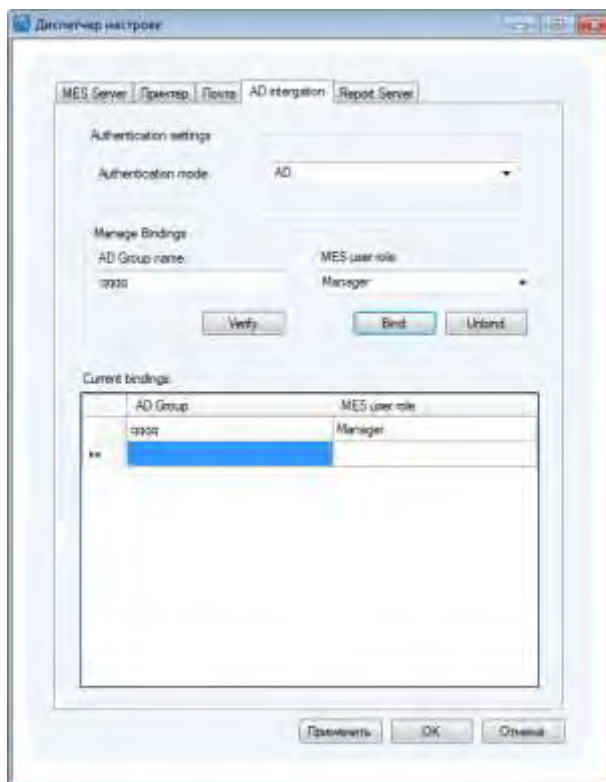 Диспетчер настроек
MES Server Принтер Почта AD intergation Report Server
Authentication settings
Authentication mode AD
Manage Bindings
AD Group name MES user role
qqqq Manager
Verify Bind Unbind
Current bindings
AD Group MES user role
qqqq Manager
Применить OK Отмена